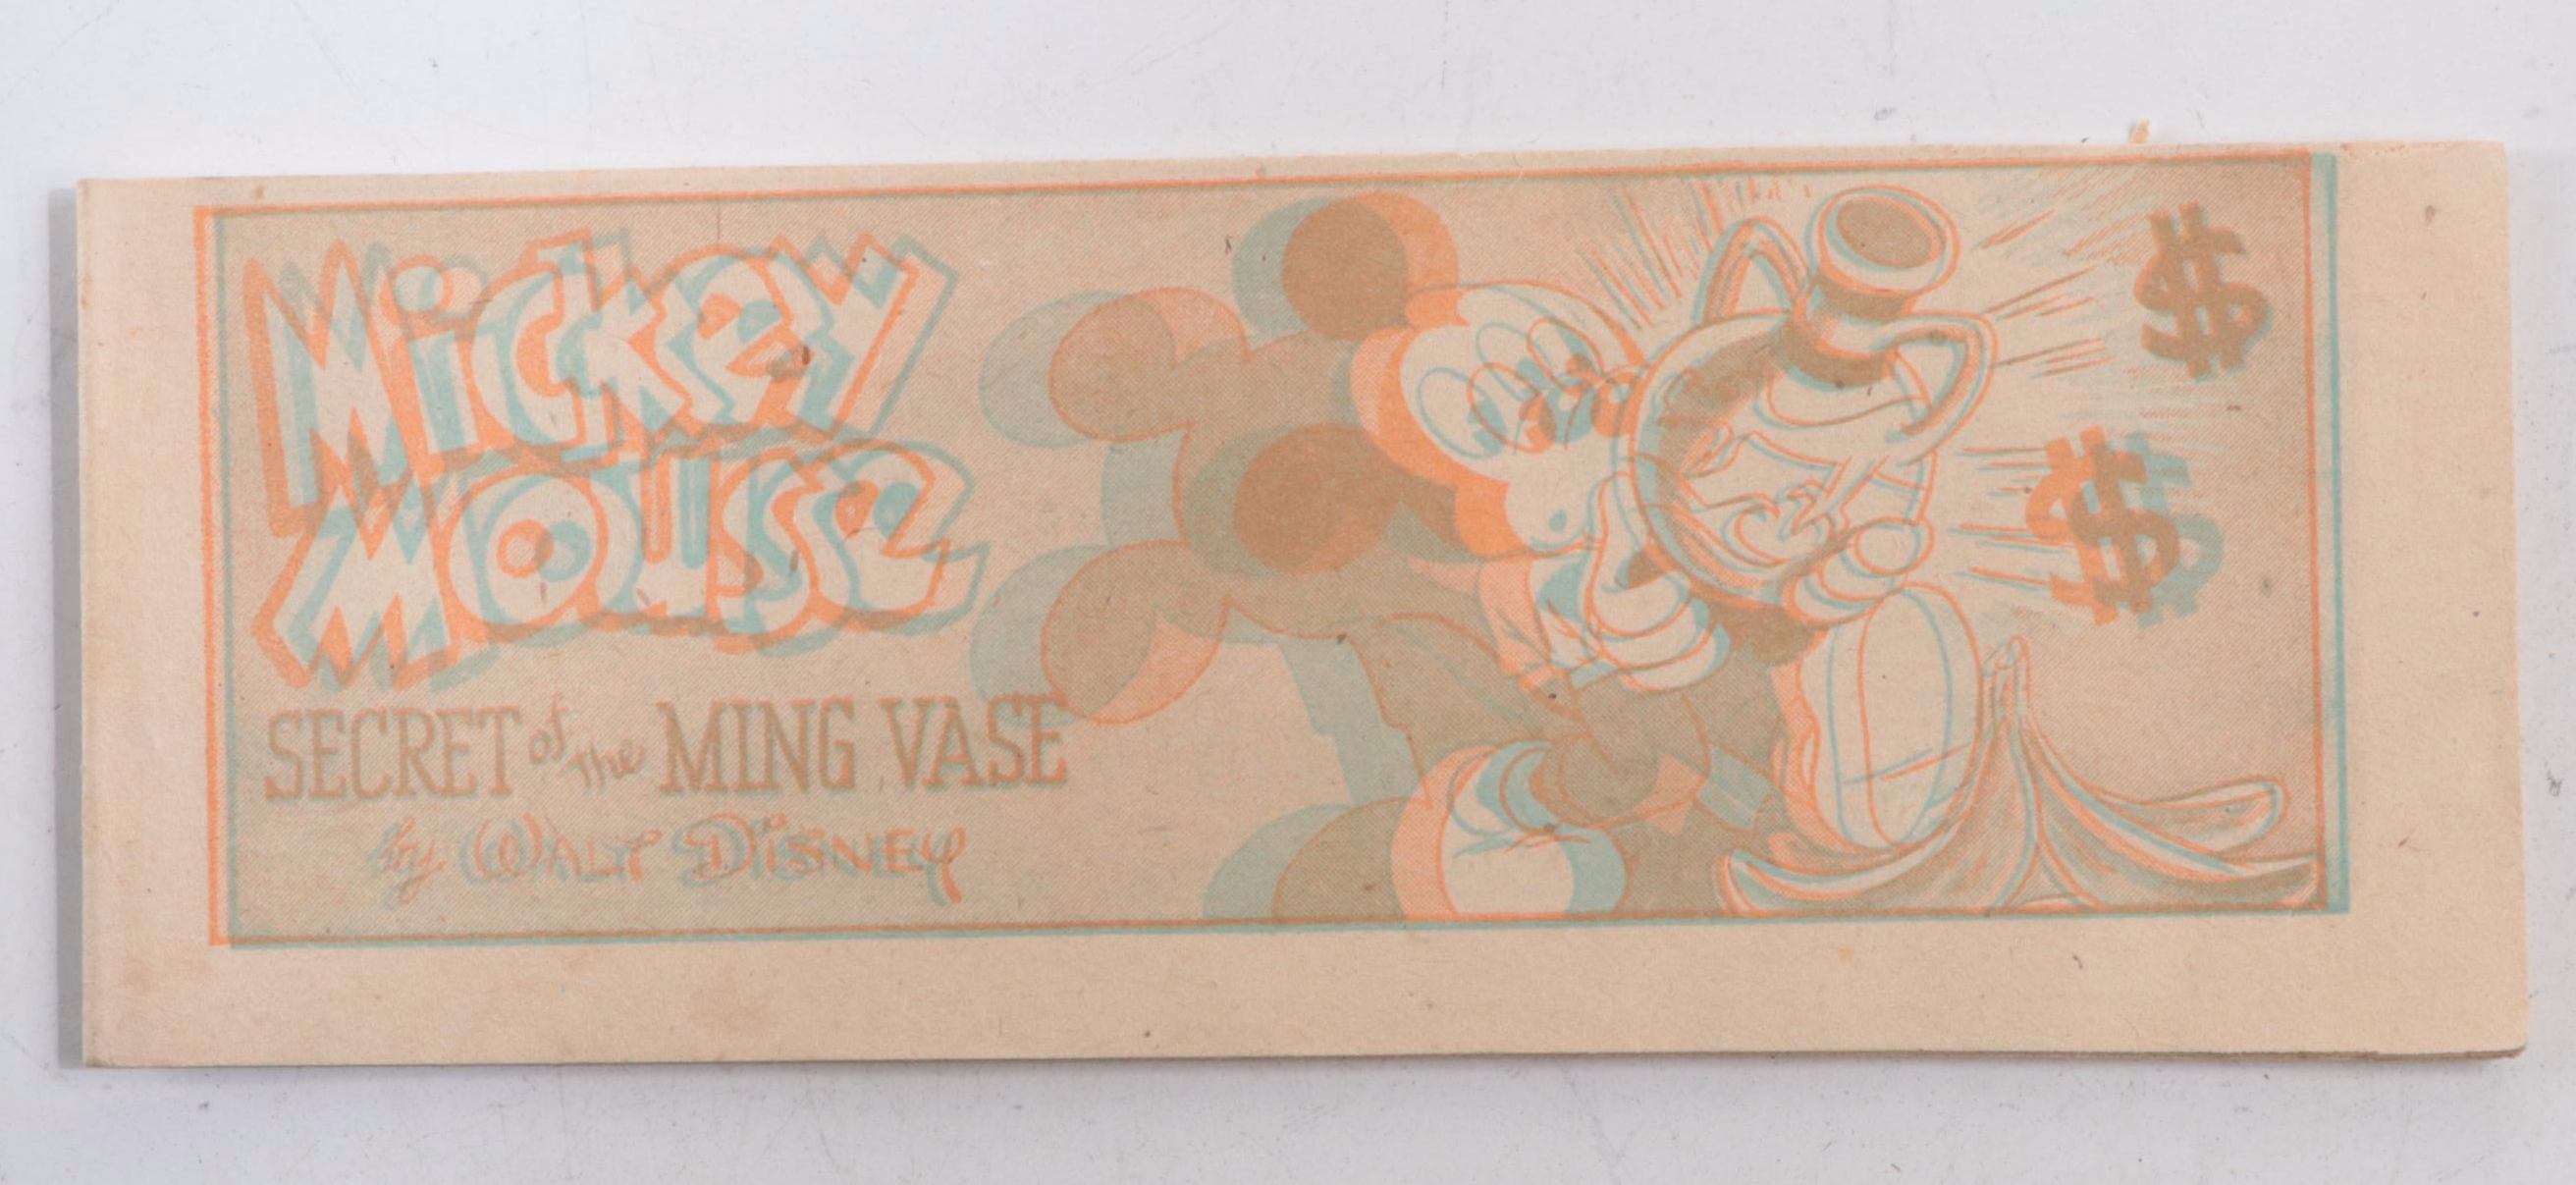 Mickey
Mouse
SECRET of The MING VASE
by WALT DISNEY
$
$